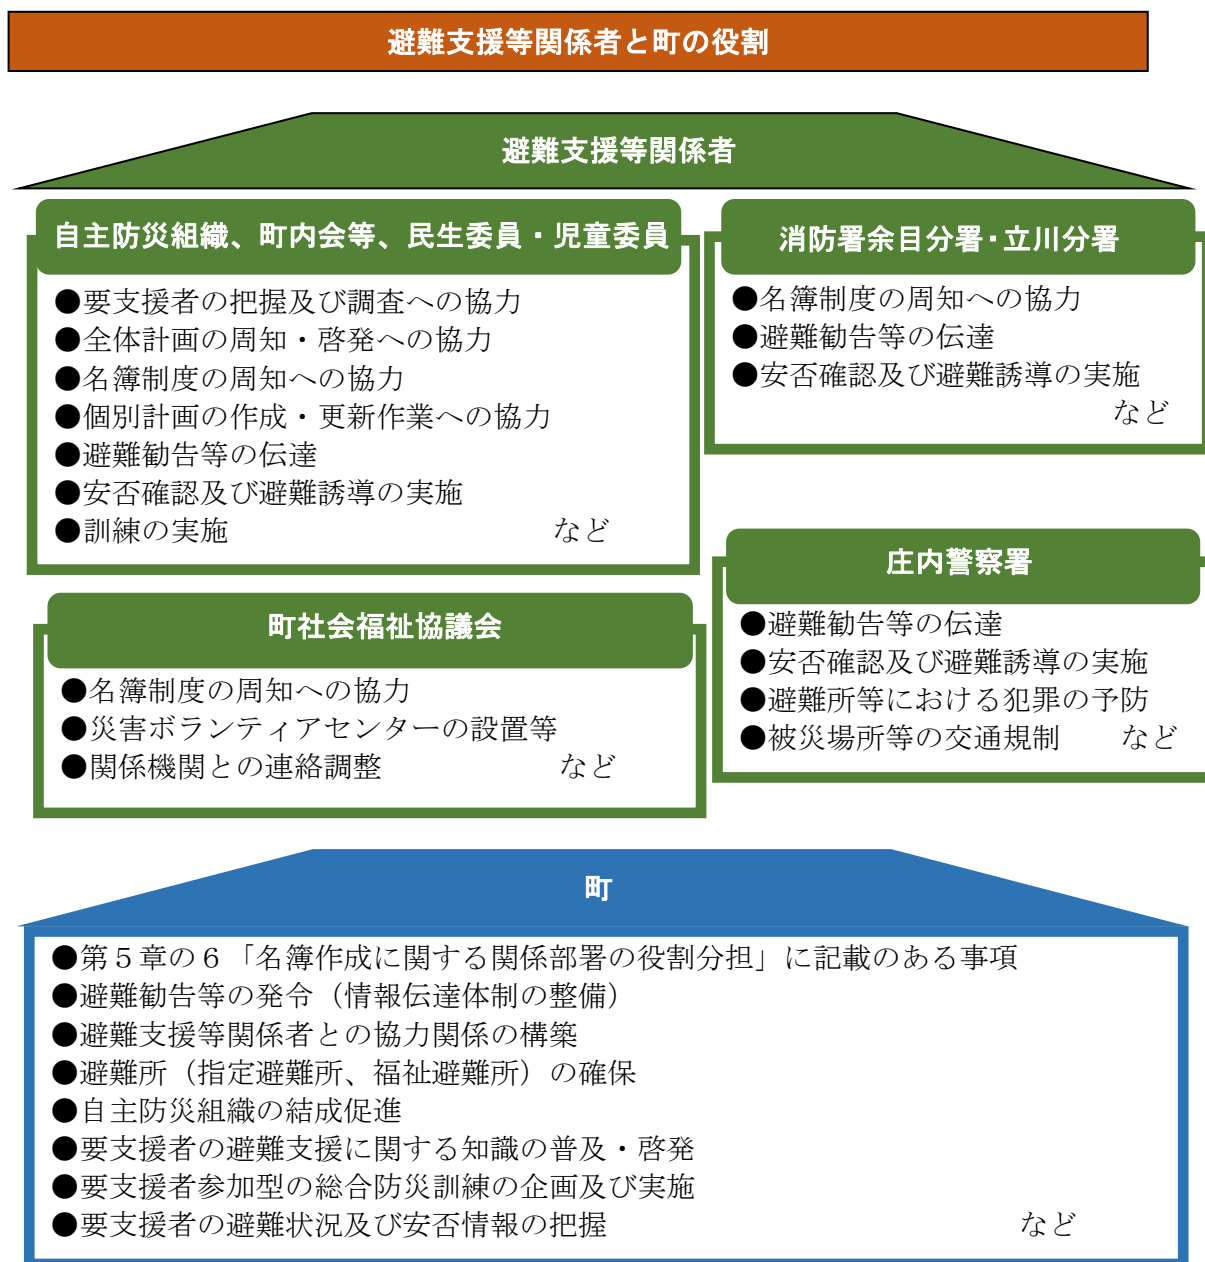 避難支援等関係者と町の役割
避難支援等関係者
自主防災組織、町内会等、民生委員・児童委員
●要支援者の把握及び調査への協力
●全体計画の周知・啓発への協力
●名簿制度の周知への協力
●個別計画の作成・更新作業への協力
●避難勧告等の伝達
●安否確認及び避難誘導の実施
●訓練の実施 など
消防署余目分署・立川分署
●名簿制度の周知への協力
●避難勧告等の伝達
●安否確認及び避難誘導の実施
など
町社会福祉協議会
●名簿制度の周知への協力
●災害ボランティアセンターの設置等
●関係機関との連絡調整 など
庄内警察署
●避難勧告等の伝達
●安否確認及び避難誘導の実施
●避難所等における犯罪の予防
●被災場所等の交通規制 など
町
●第５章の６「名簿作成に関する関係部署の役割分担」に記載のある事項
●避難勧告等の発令（情報伝達体制の整備）
●避難支援等関係者との協力関係の構築
●避難所（指定避難所、福祉避難所）の確保
●自主防災組織の結成促進
●要支援者の避難支援に関する知識の普及・啓発
●要支援者参加型の総合防災訓練の企画及び実施
●要支援者の避難状況及び安否情報の把握 など